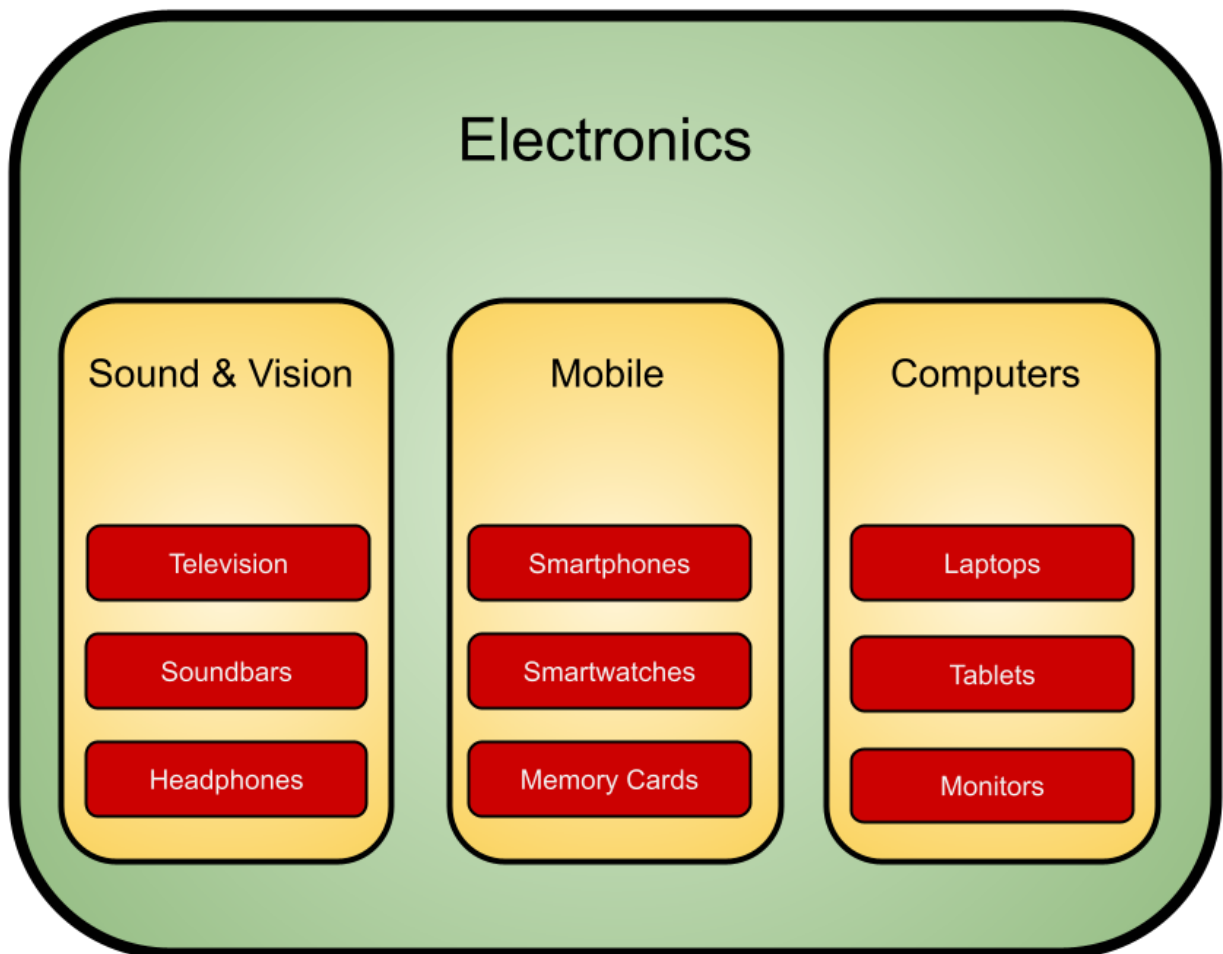 Electronics
Sound & Vision
Television
Soundbars
Headphones
Mobile
Smartphones
Smartwatches
Memory Cards
Computers
Laptops
Tablets
Monitors